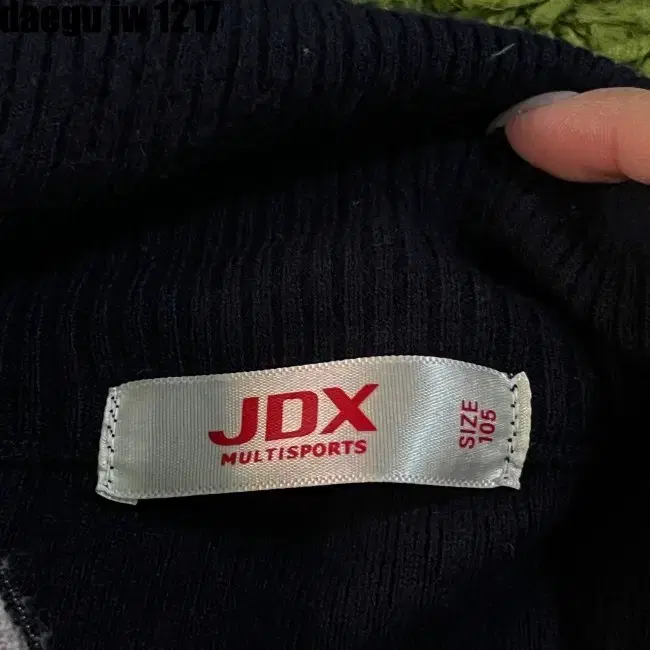 daegu jw 1217
JDX
MULTISPORTS
SIZE
105